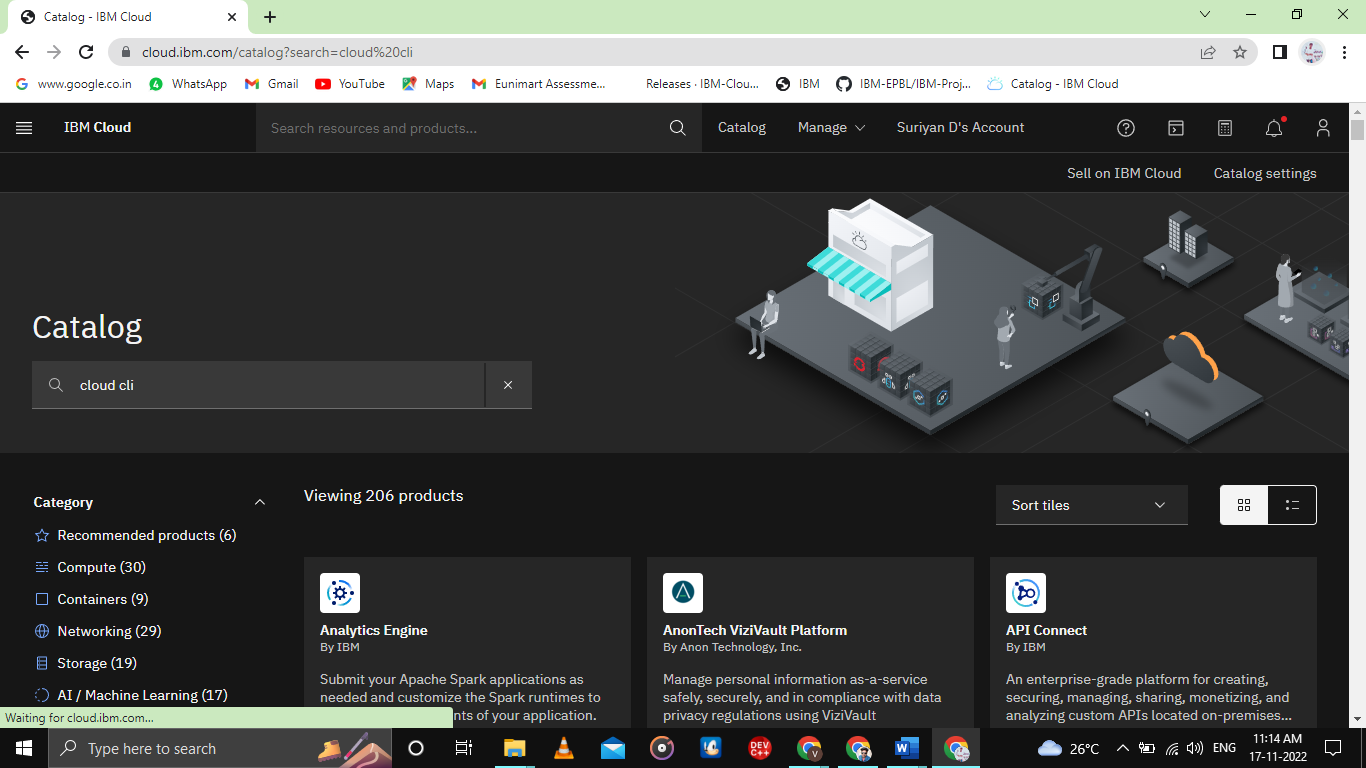 Catalog - IBM Cloud
cloud.ibm.com/catalog?search=cloud%20cli
www.google.co.in WhatsApp Gmail YouTube Maps Eunimart Assessme... Releases · IBM-Clou... IBM IBM-EPBL/IBM-Proj... Catalog - IBM Cloud
IBM Cloud Search resources and products... Catalog Manage Suriyan D's Account
Sell on IBM Cloud Catalog settings
Catalog
cloud cli
Category
Recommended products (6)
Compute (30)
Containers (9)
Networking (29)
Storage (19)
AI / Machine Learning (17)
Viewing 206 products
Sort tiles
Analytics Engine
By IBM
Submit your Apache Spark applications as
needed and customize the Spark runtimes to
nts of your application.
AnonTech ViziVault Platform
By Anon Technology, Inc.
Manage personal information as-a-service
safely, securely, and in compliance with data
privacy regulations using ViziVault
API Connect
By IBM
An enterprise-grade platform for creating,
securing, managing, sharing, monetizing, and
analyzing custom APIs located on-premises...
Waiting for cloud.ibm.com...
Type here to search
DEV
C++
V
W
26°C
ENG
11:14 AM
17-11-2022